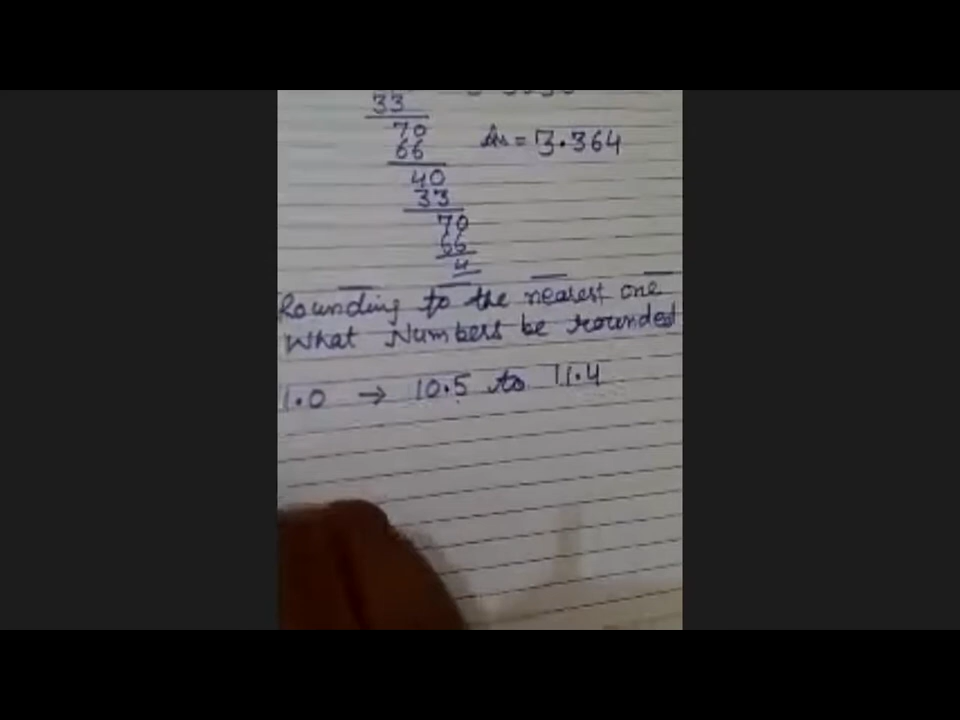 33
70
66
Ans = 3.364
40
33
70
66
4
Rounding to the nearest one
What Numbers be rounded
1.0 → 10.5 to 11.4